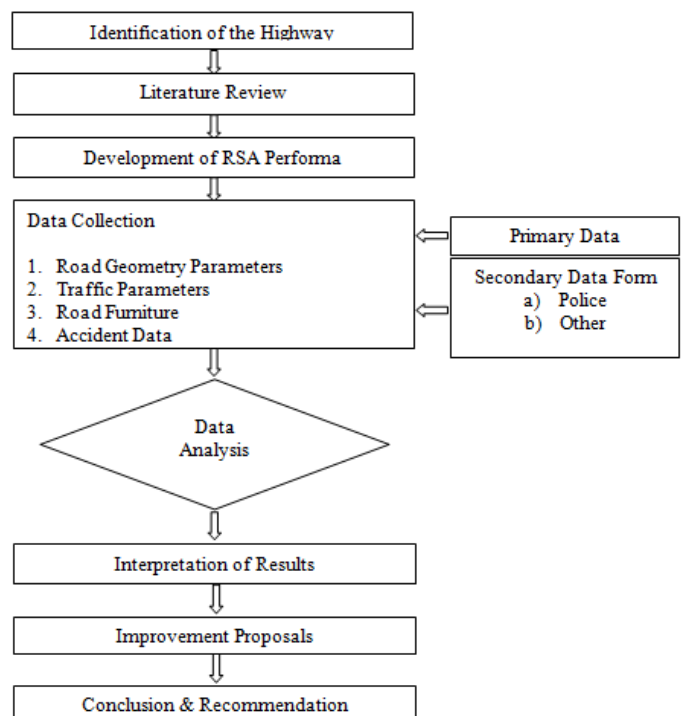 Identification of the Highway
Literature Review
Development of RSA Performa
Data Collection
1. Road Geometry Parameters
2. Traffic Parameters
3. Road Furniture
4. Accident Data
Primary Data
Secondary Data Form
a) Police
b) Other
Data
Analysis
Interpretation of Results
Improvement Proposals
Conclusion & Recommendation